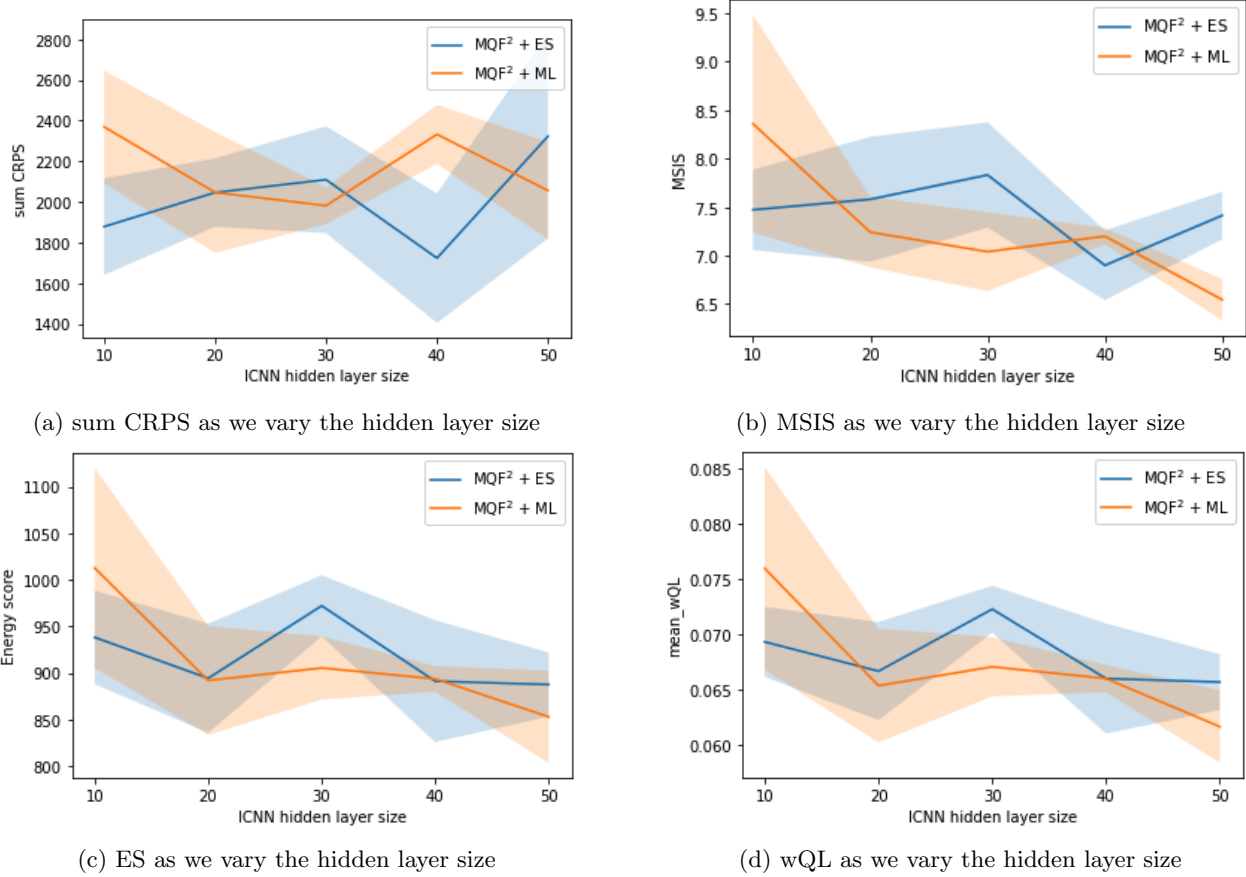 2800
2600
2400
2200
2000
1800
1600
1400
sum CRPS
MQF² + ES
MQF² + ML
10 20 30 40 50
ICNN hidden layer size
(a) sum CRPS as we vary the hidden layer size
9.5
9.0
8.5
8.0
7.5
7.0
6.5
MSIS
MQF² + ES
MQF² + ML
10 20 30 40 50
ICNN hidden layer size
(b) MSIS as we vary the hidden layer size
1100
1050
1000
950
900
850
800
Energy score
MQF² + ES
MQF² + ML
10 20 30 40 50
ICNN hidden layer size
(c) ES as we vary the hidden layer size
0.085
0.080
0.075
0.070
0.065
0.060
mean_wQL
MQF² + ES
MQF² + ML
10 20 30 40 50
ICNN hidden layer size
(d) wQL as we vary the hidden layer size